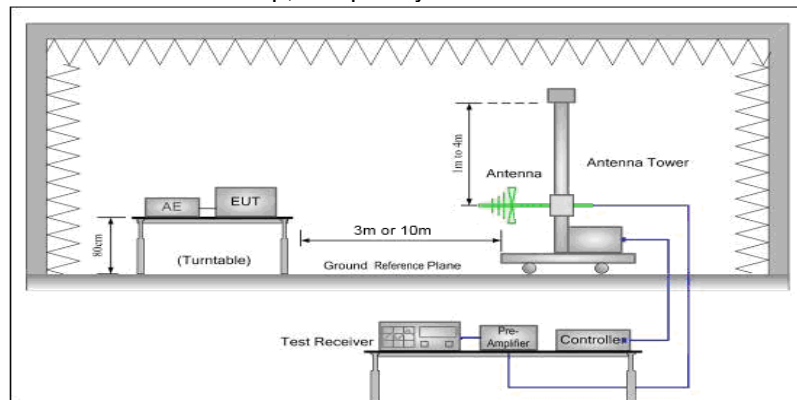 1m to 4m
Antenna
Antenna Tower
AE
EUT
3m or 10m
80cm
(Turntable)
Ground Reference Plane
Test Receiver
Pre-
Amplifier
Controlle